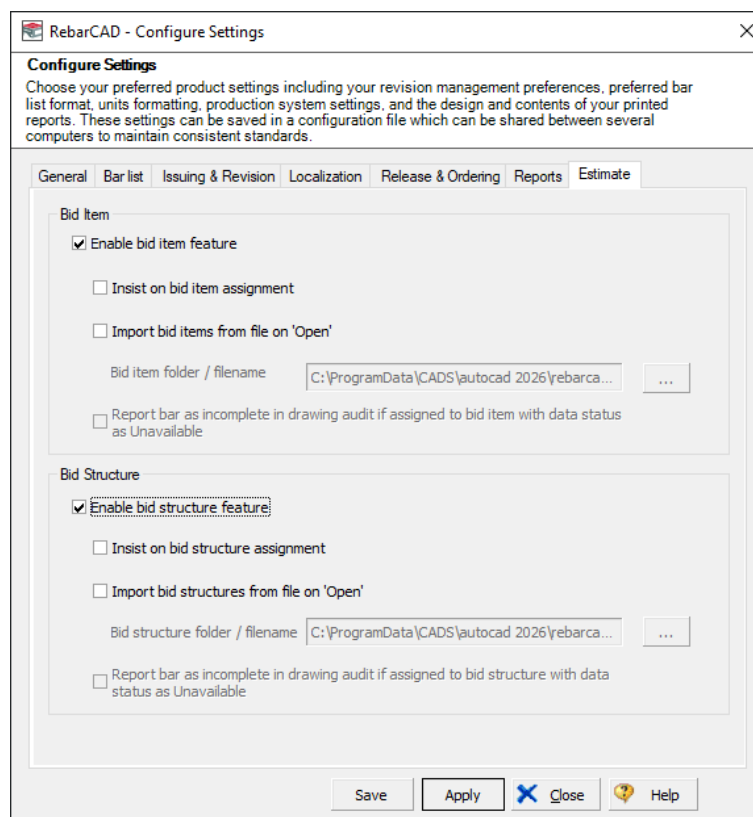 RebarCAD - Configure Settings
Configure Settings
Choose your preferred product settings including your revision management preferences, preferred bar
list format, units formatting, production system settings, and the design and contents of your printed
reports. These settings can be saved in a configuration file which can be shared between several
computers to maintain consistent standards.
General Bar list Issuing & Revision Localization Release & Ordering Reports Estimate
Bid Item
Enable bid item feature
Insist on bid item assignment
Import bid items from file on 'Open'
Bid item folder / filename C:\ProgramData\CADS\autocad 2026\rebarca... ...
Report bar as incomplete in drawing audit if assigned to bid item with data status
as Unavailable
Bid Structure
Enable bid structure feature
Insist on bid structure assignment
Import bid structures from file on 'Open'
Bid structure folder / filename C:\ProgramData\CADS\autocad 2026\rebarca... ...
Report bar as incomplete in drawing audit if assigned to bid structure with data
status as Unavailable
Save Apply Close Help